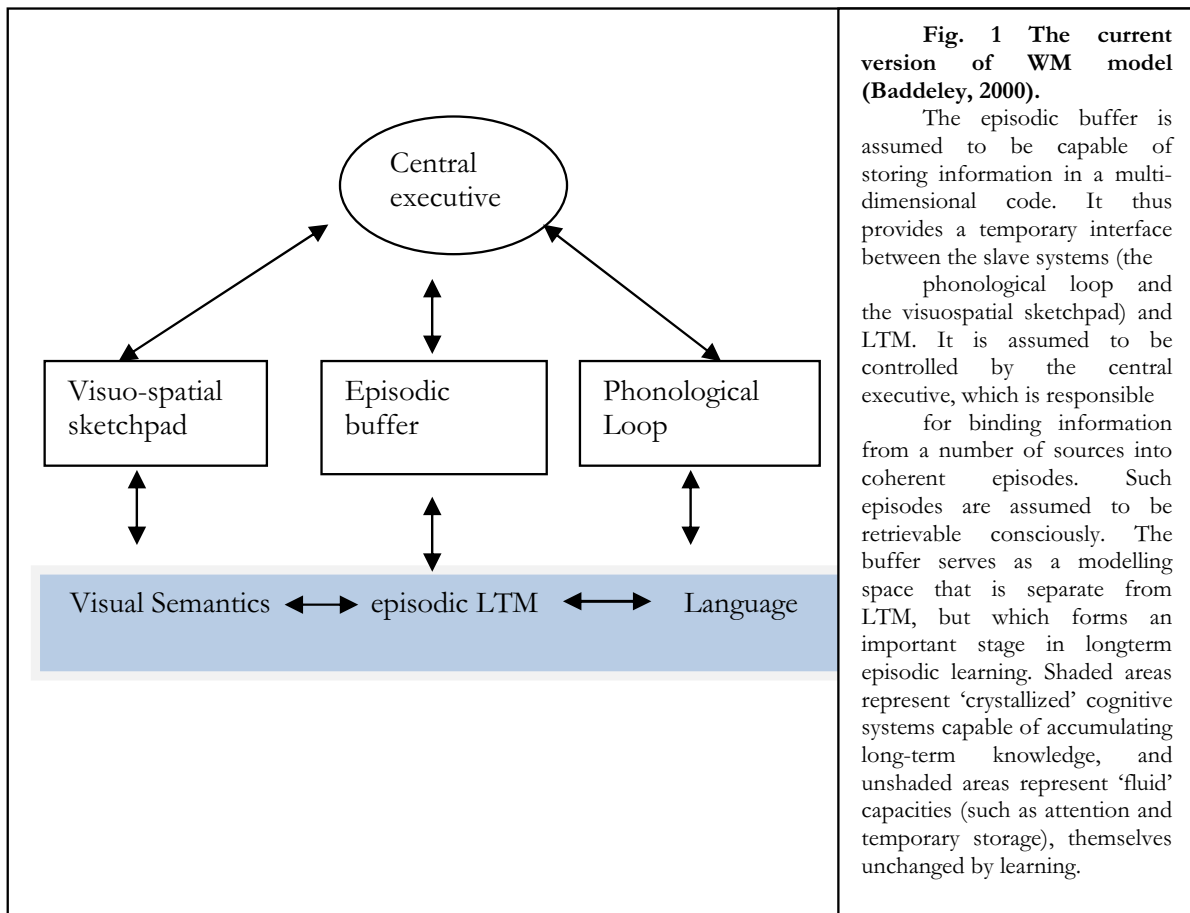 Central
executive
Visuo-spatial
sketchpad
Episodic
buffer
Phonological
Loop
Visual Semantics
episodic LTM
Language
Fig. 1 The current
version of WM model
(Baddeley, 2000).
The episodic buffer is
assumed to be capable of
storing information in a multi-
dimensional code. It thus
provides a temporary interface
between the slave systems (the
phonological loop and
the visuospatial sketchpad) and
LTM. It is assumed to be
controlled by the central
executive, which is responsible
for binding information
from a number of sources into
coherent episodes. Such
episodes are assumed to be
retrievable consciously. The
buffer serves as a modelling
space that is separate from
LTM, but which forms an
important stage in longterm
episodic learning. Shaded areas
represent ‘crystallized’ cognitive
systems capable of accumulating
long-term knowledge, and
unshaded areas represent ‘fluid’
capacities (such as attention and
temporary storage), themselves
unchanged by learning.